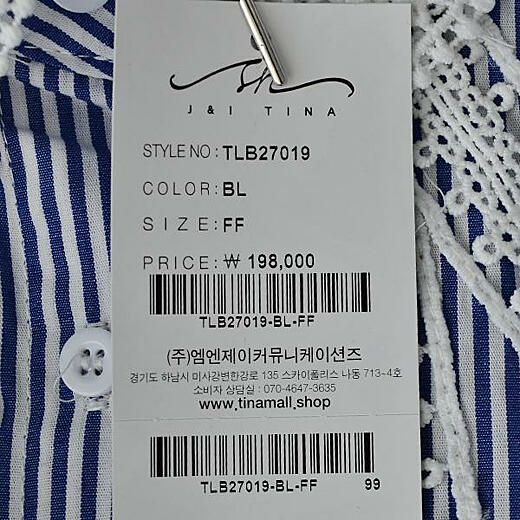 J&I TINA
STYLE NO : TLB27019
COLOR: BL
SIZE: FF
PRICE: ₩ 198,000
TLB27019-BL-FF
(주)엠엔제이커뮤니케이션즈
경기도 하남시 미사강변한강로 135 스카이폴리스 나동 713~4호
소비자 상담실 : 070-4647-3635
www.tinamall.shop
TLB27019-BL-FF 99